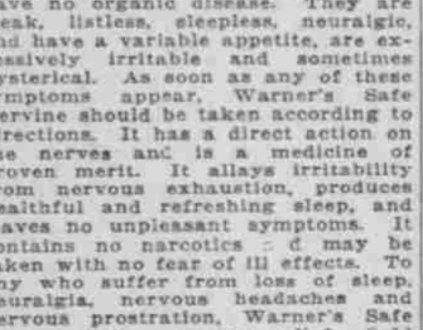 ave no organic disease. They are
eak, listless, sleepless, neuralgic,
nd have a variable appetite, are ex-
essively irritable and sometimes
ysterical. As soon as any of these
ymptoms appear, Warner's Safe
ervine should be taken according to
irections. It has a direct action on
he nerves and is a medicine of
roven merit. It allays irritability
rom nervous exhaustion, produces
ealthful and refreshing sleep, and
eaves no unpleasant symptoms. It
ontains no narcotics d may be
aken with no fear of ill effects. To
ny who suffer from loss of sleep,
euralgia, nervous headaches and
ervous prostration, Warner's Safe